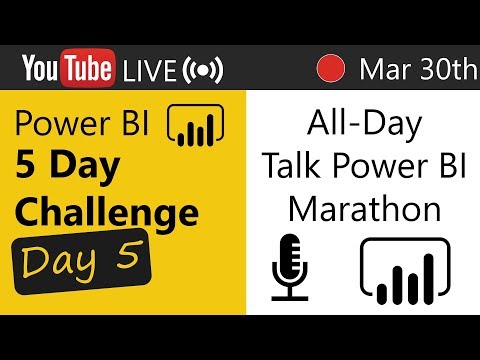 YouTube LIVE
Mar 30th
Power BI
5 Day
Challenge
Day 5
All-Day
Talk Power BI
Marathon